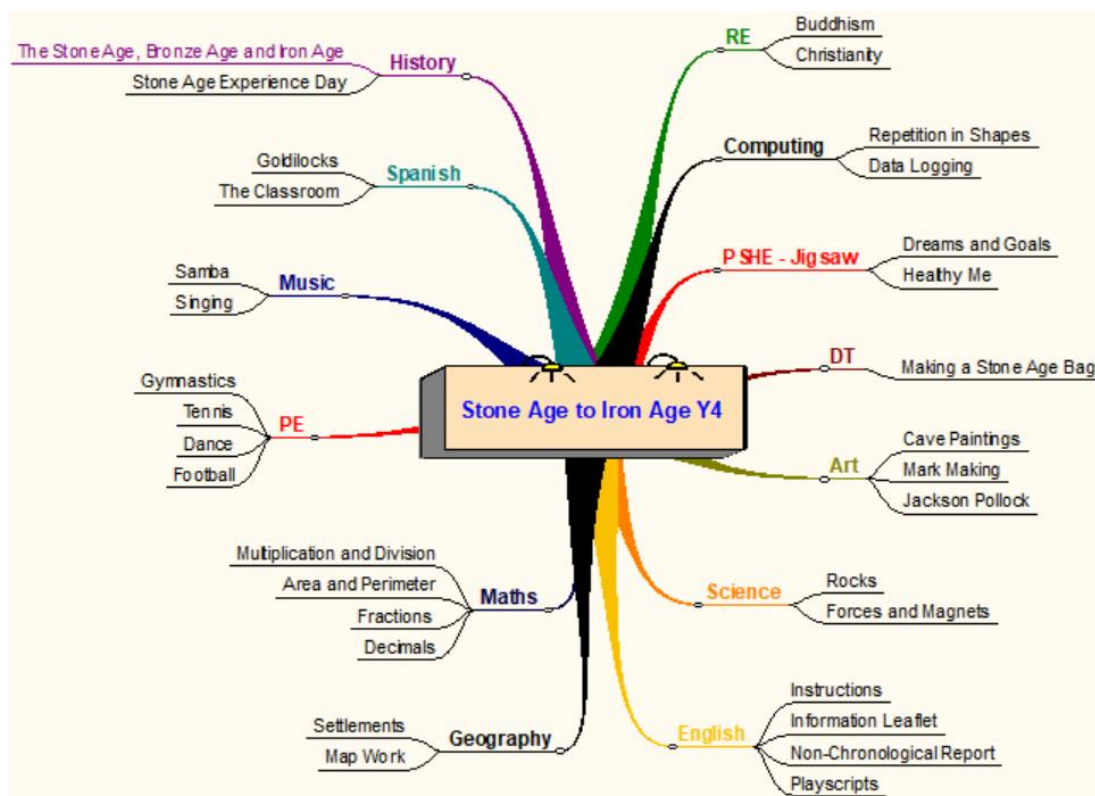 Stone Age to Iron Age Y4
History
The Stone Age, Bronze Age and Iron Age
Stone Age Experience Day
Spanish
Goldilocks
The Classroom
Music
Samba
Singing
PE
Gymnastics
Tennis
Dance
Football
Maths
Multiplication and Division
Area and Perimeter
Fractions
Decimals
Geography
Settlements
Map Work
RE
Buddhism
Christianity
Computing
Repetition in Shapes
Data Logging
PSHE - Jigsaw
Dreams and Goals
Healthy Me
DT
Making a Stone Age Bag
Art
Cave Paintings
Mark Making
Jackson Pollock
Science
Rocks
Forces and Magnets
English
Instructions
Information Leaflet
Non-Chronological Report
Playscripts